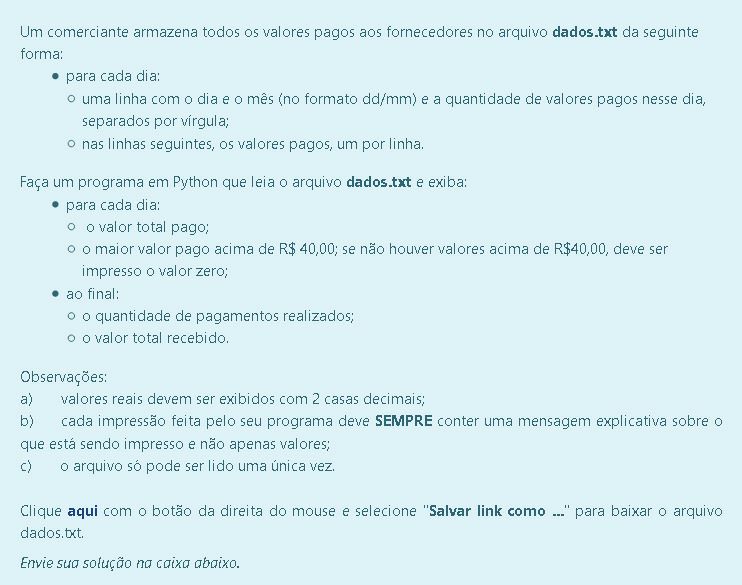 Um comerciante armazena todos os valores pagos aos fornecedores no arquivo dados.txt da seguinte
forma:
• para cada dia:
o uma linha com o dia e o mês (no formato dd/mm) e a quantidade de valores pagos nesse dia,
separados por vírgula;
o nas linhas seguintes, os valores pagos, um por linha.
Faça um programa em Python que leia o arquivo dados.txt e exiba:
• para cada dia:
o o valor total pago;
o o maior valor pago acima de R$ 40,00; se não houver valores acima de R$40,00, deve ser
impresso o valor zero;
• ao final:
o o quantidade de pagamentos realizados;
o o valor total recebido.
Observações:
a) valores reais devem ser exibidos com 2 casas decimais;
b) cada impressão feita pelo seu programa deve SEMPRE conter uma mensagem explicativa sobre o
que está sendo impresso e não apenas valores;
c) o arquivo só pode ser lido uma única vez.
Clique aqui com o botão da direita do mouse e selecione "Salvar link como ..." para baixar o arquivo
dados.txt.
Envie sua solução na caixa abaixo.